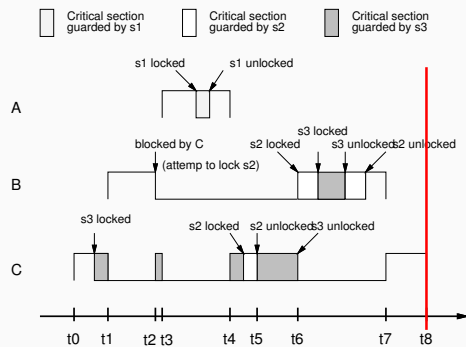 Critical section
guarded by s1
Critical section
guarded by s2
Critical section
guarded by s3
s1 locked
s1 unlocked
A
s3 locked
blocked by C
s2 locked
s3 unlocked
s2 unlocked
(attemp to lock s2)
B
s3 locked
s2 locked
s2 unlocked
s3 unlocked
C
t0 t1 t2 t3 t4 t5 t6 t7 t8